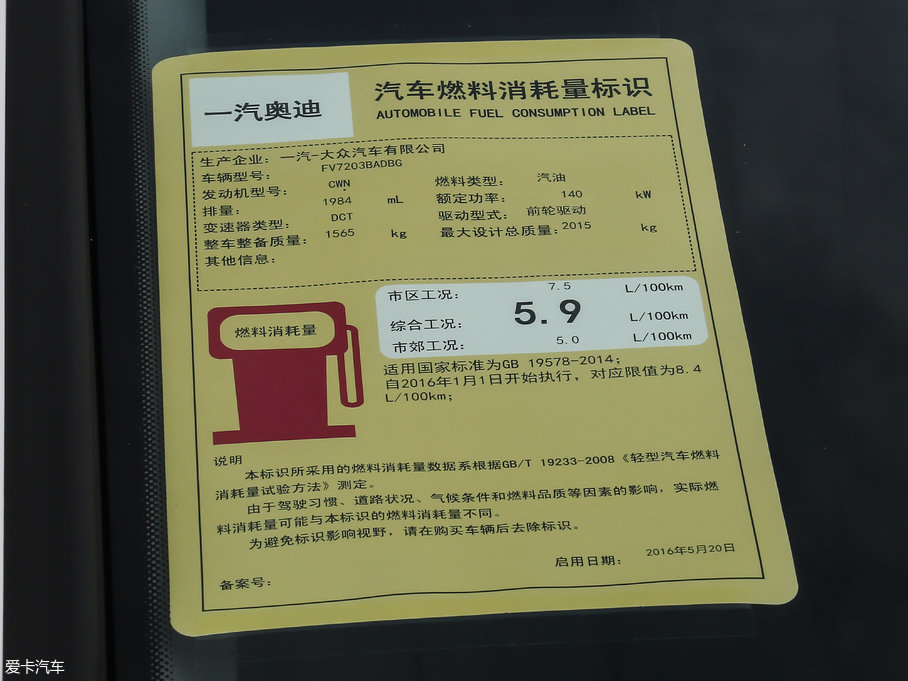 一汽奥迪
汽车燃料消耗量标识
AUTOMOBILE FUEL CONSUMPTION LABEL
生产企业: 一汽-大众汽车有限公司
车辆型号: FV7203BADBG
发动机型号: CWN 燃料类型: 汽油
排量: 1984 mL 额定功率: 140 kW
变速器类型: DCT 驱动型式: 前轮驱动
整车整备质量: 1565 kg 最大设计总质量: 2015 kg
其他信息:
燃料消耗量
市区工况: 7.5 L/100km
综合工况: 5.9 L/100km
市郊工况: 5.0 L/100km
适用国家标准为GB 19578-2014;
自2016年1月1日开始执行，对应限值为8.4
L/100km;
说明
本标识所采用的燃料消耗量数据系根据GB/T 19233-2008《轻型汽车燃料
消耗量试验方法》测定。
由于驾驶习惯、道路状况、气候条件和燃料品质等因素的影响，实际燃
料消耗量可能与本标识的燃料消耗量不同。
为避免标识影响视野，请在购买车辆后去除标识。
备案号: 启用日期: 2016年5月20日
爱卡汽车